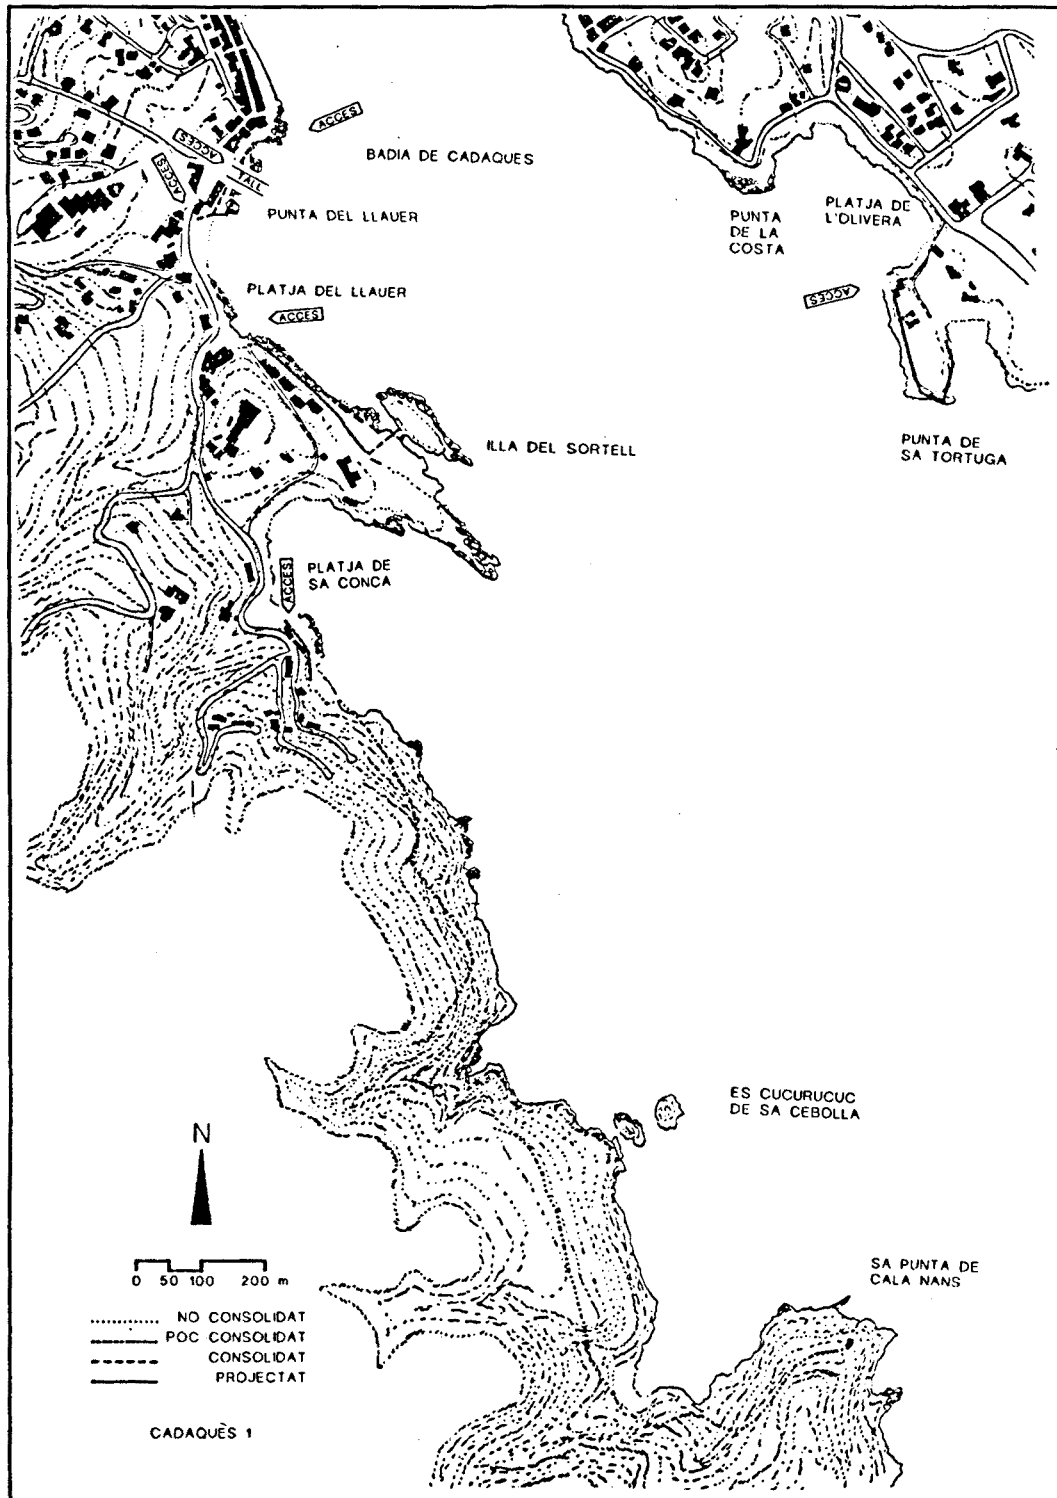 ACCES
BADIA DE CADAQUES
ACCES
TALL
ACCES
PUNTA DEL LLAUER
PUNTA
DE LA
COSTA
PLATJA DE
L'OLIVERA
PLATJA DEL LLAUER
ACCES
ACCES
ILLA DEL SORTELL
PUNTA DE
SA TORTUGA
PLATJA DE
SA CONCA
ACCES
ES CUCURUCUC
DE SA CEBOLLA
N
0 50 100 200 m
SA PUNTA DE
CALA NANS
NO CONSOLIDAT
POC CONSOLIDAT
CONSOLIDAT
PROJECTAT
CADAQUÈS 1